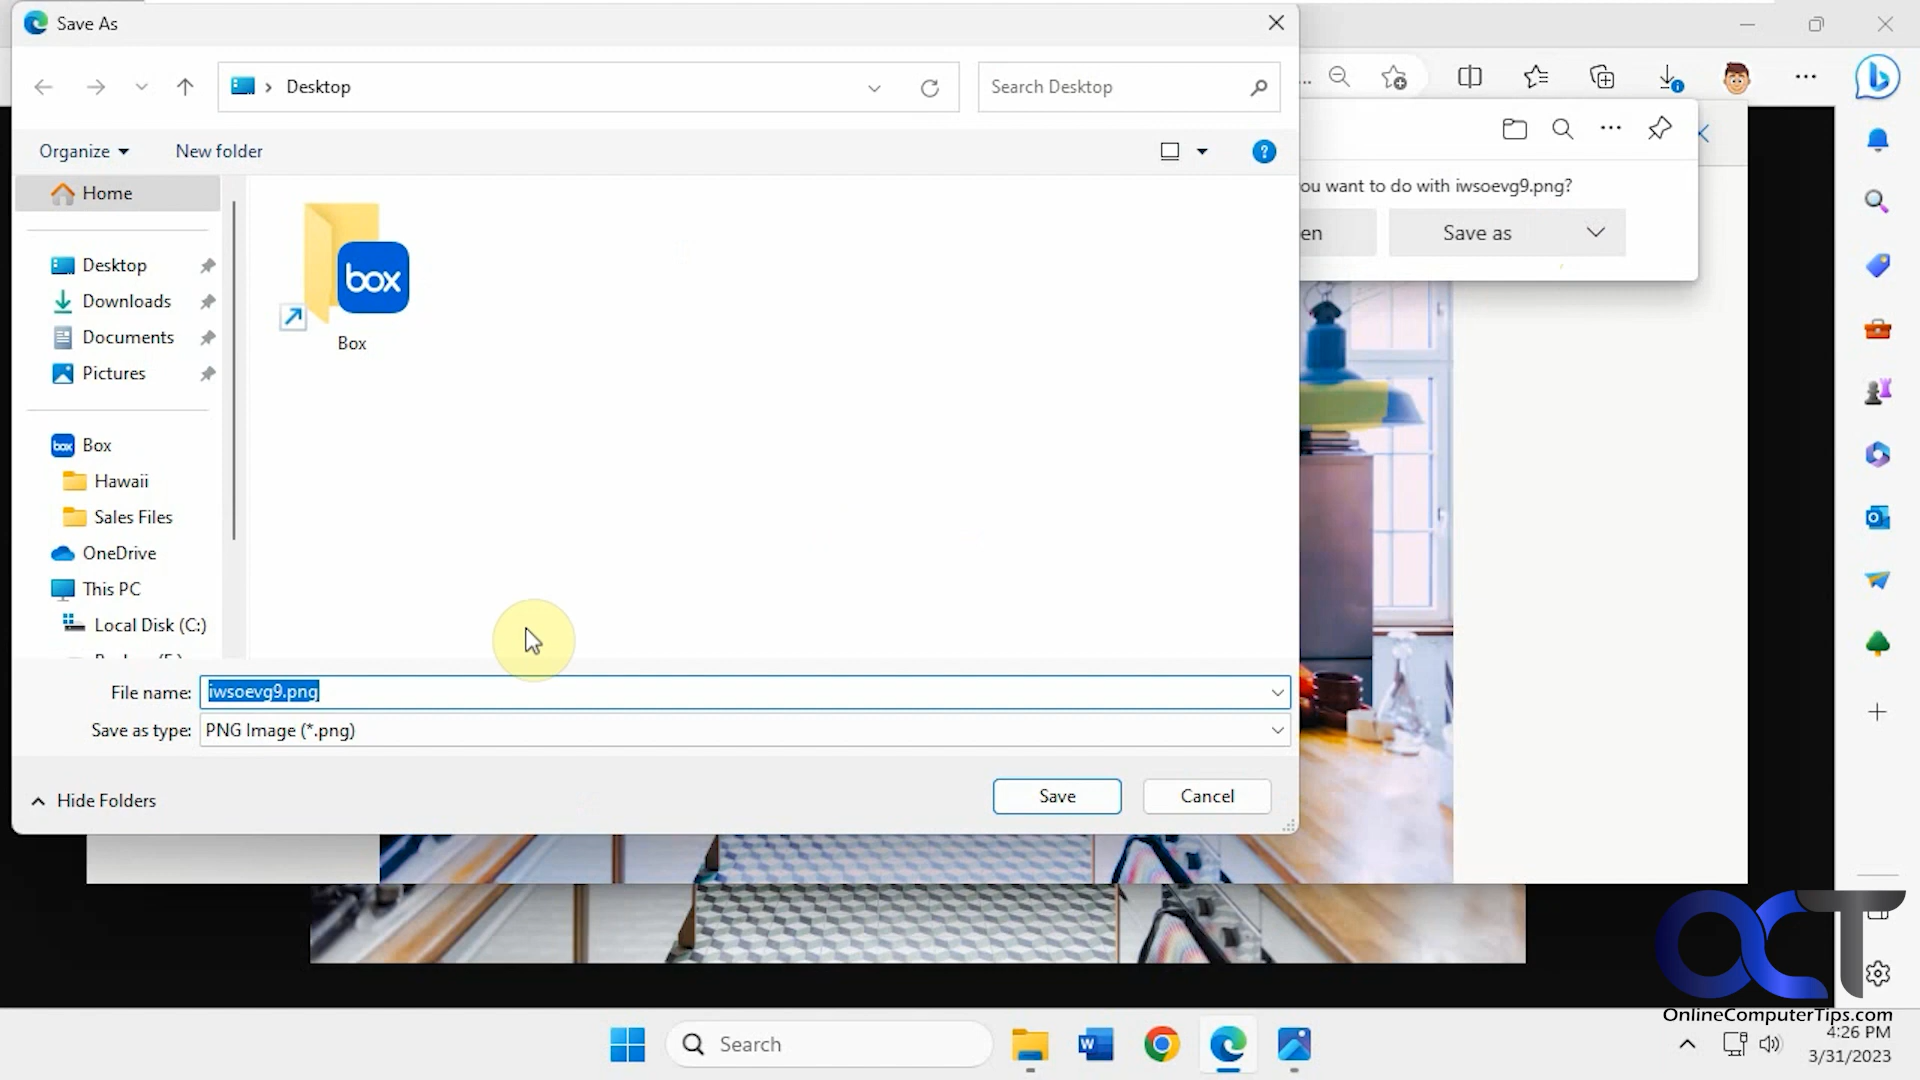 Save As
Desktop
Search Desktop
Organize
New folder
?
Home
Desktop
Downloads
Documents
Pictures
Box
Hawaii
Sales Files
OneDrive
This PC
Local Disk (C:)
box
Box
you want to do with iwsoevg9.png?
en
Save as
File name: iwsoevg9.png
Save as type: PNG Image (*.png)
Hide Folders
Save
Cancel
OCT
OnlineComputerTips.com
Search
4:26 PM
3/31/2023